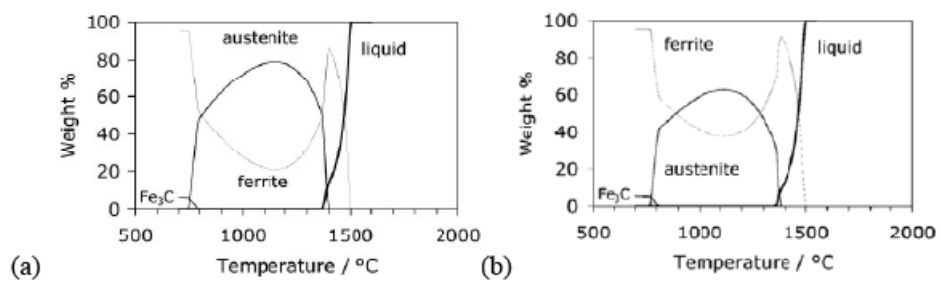 100
80
60
40
20
0
Weight %
austenite
liquid
ferrite
Fe₃C
500 1000 1500 2000
Temperature / °C
(a)
100
80
60
40
20
0
Weight %
ferrite
liquid
austenite
Fe₃C
500 1000 1500 2000
Temperature / °C
(b)